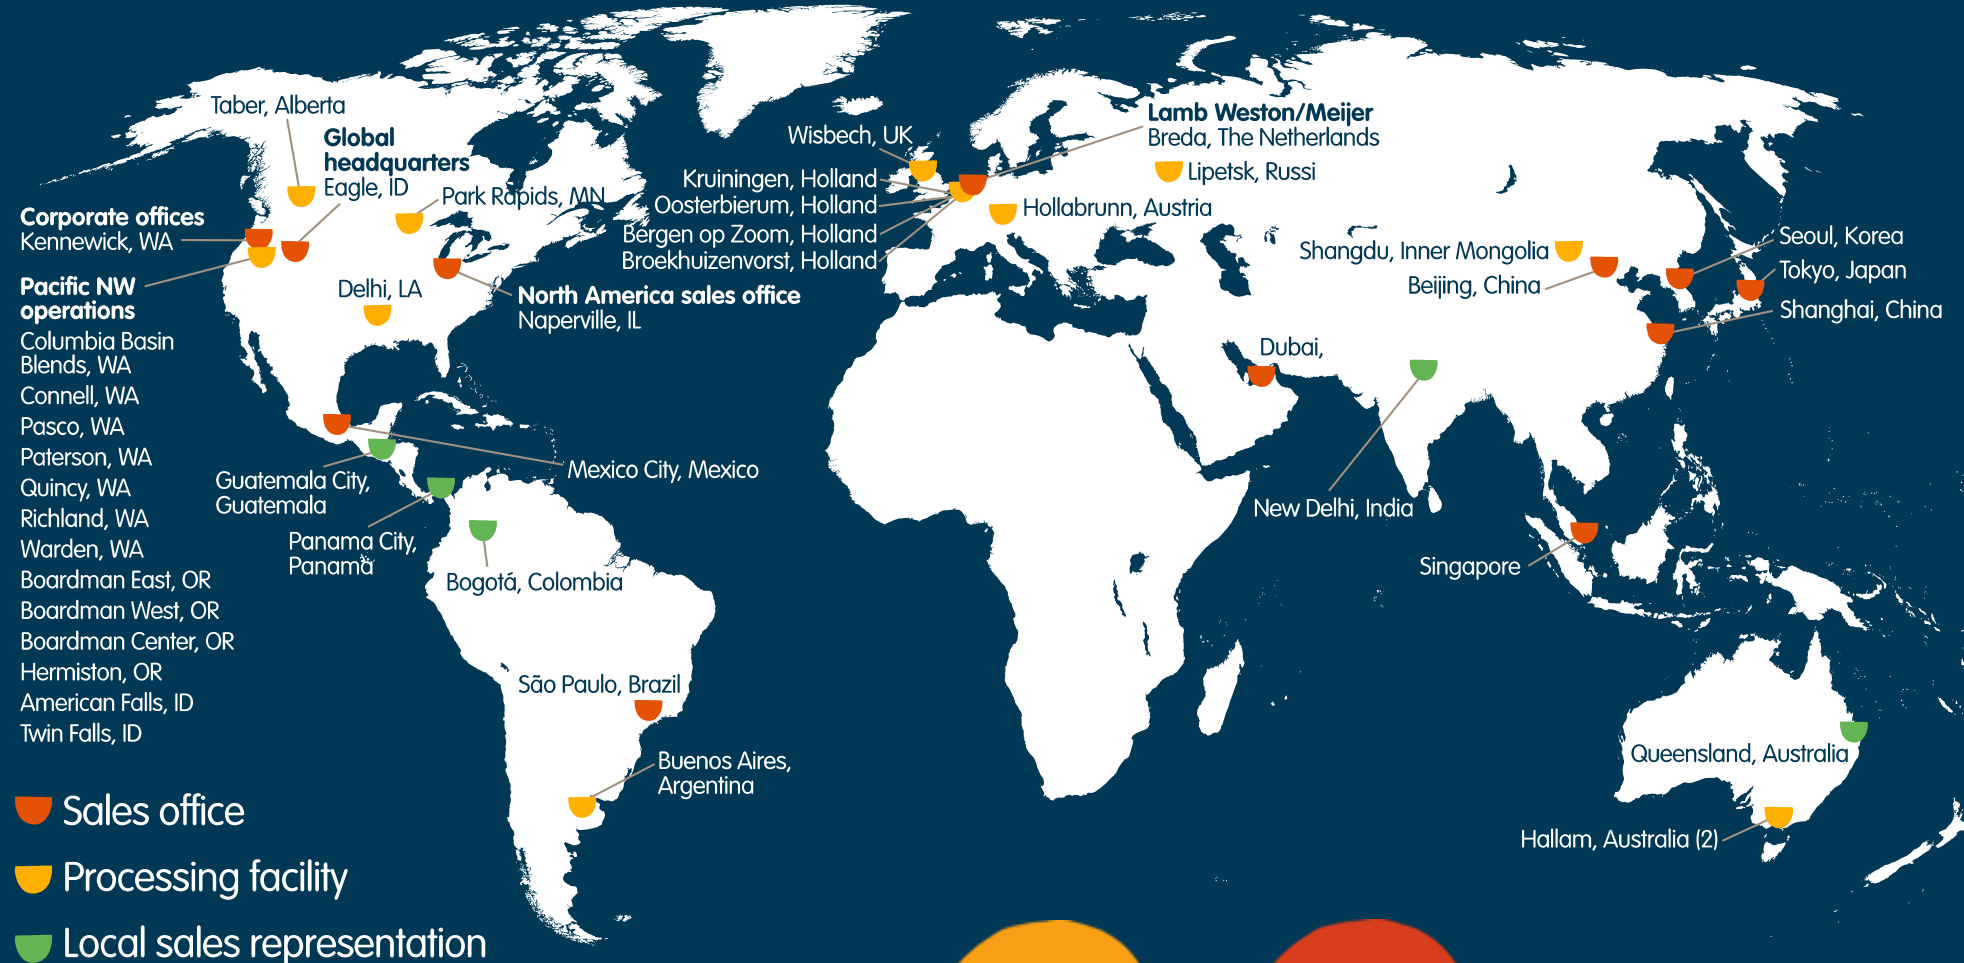 Taber, Alberta
Global
headquarters
Eagle, ID
Park Rapids, MN
Corporate offices
Kennewick, WA
Pacific NW
operations
Columbia Basin
Blends, WA
Connell, WA
Pasco, WA
Paterson, WA
Quincy, WA
Richland, WA
Warden, WA
Boardman East, OR
Boardman West, OR
Boardman Center, OR
Hermiston, OR
American Falls, ID
Twin Falls, ID
Delhi, LA
North America sales office
Naperville, IL
Mexico City, Mexico
Guatemala City,
Guatemala
Panama City,
Panama
Bogotá, Colombia
São Paulo, Brazil
Buenos Aires,
Argentina
Wisbech, UK
Kruiningen, Holland
Oosterbierum, Holland
Bergen op Zoom, Holland
Broekhuizenvorst, Holland
Lamb Weston/Meijer
Breda, The Netherlands
Lipetsk, Russi
Hollabrunn, Austria
Shangdu, Inner Mongolia
Beijing, China
Seoul, Korea
Tokyo, Japan
Shanghai, China
Dubai,
New Delhi, India
Singapore
Queensland, Australia
Hallam, Australia (2)
Sales office
Processing facility
Local sales representation